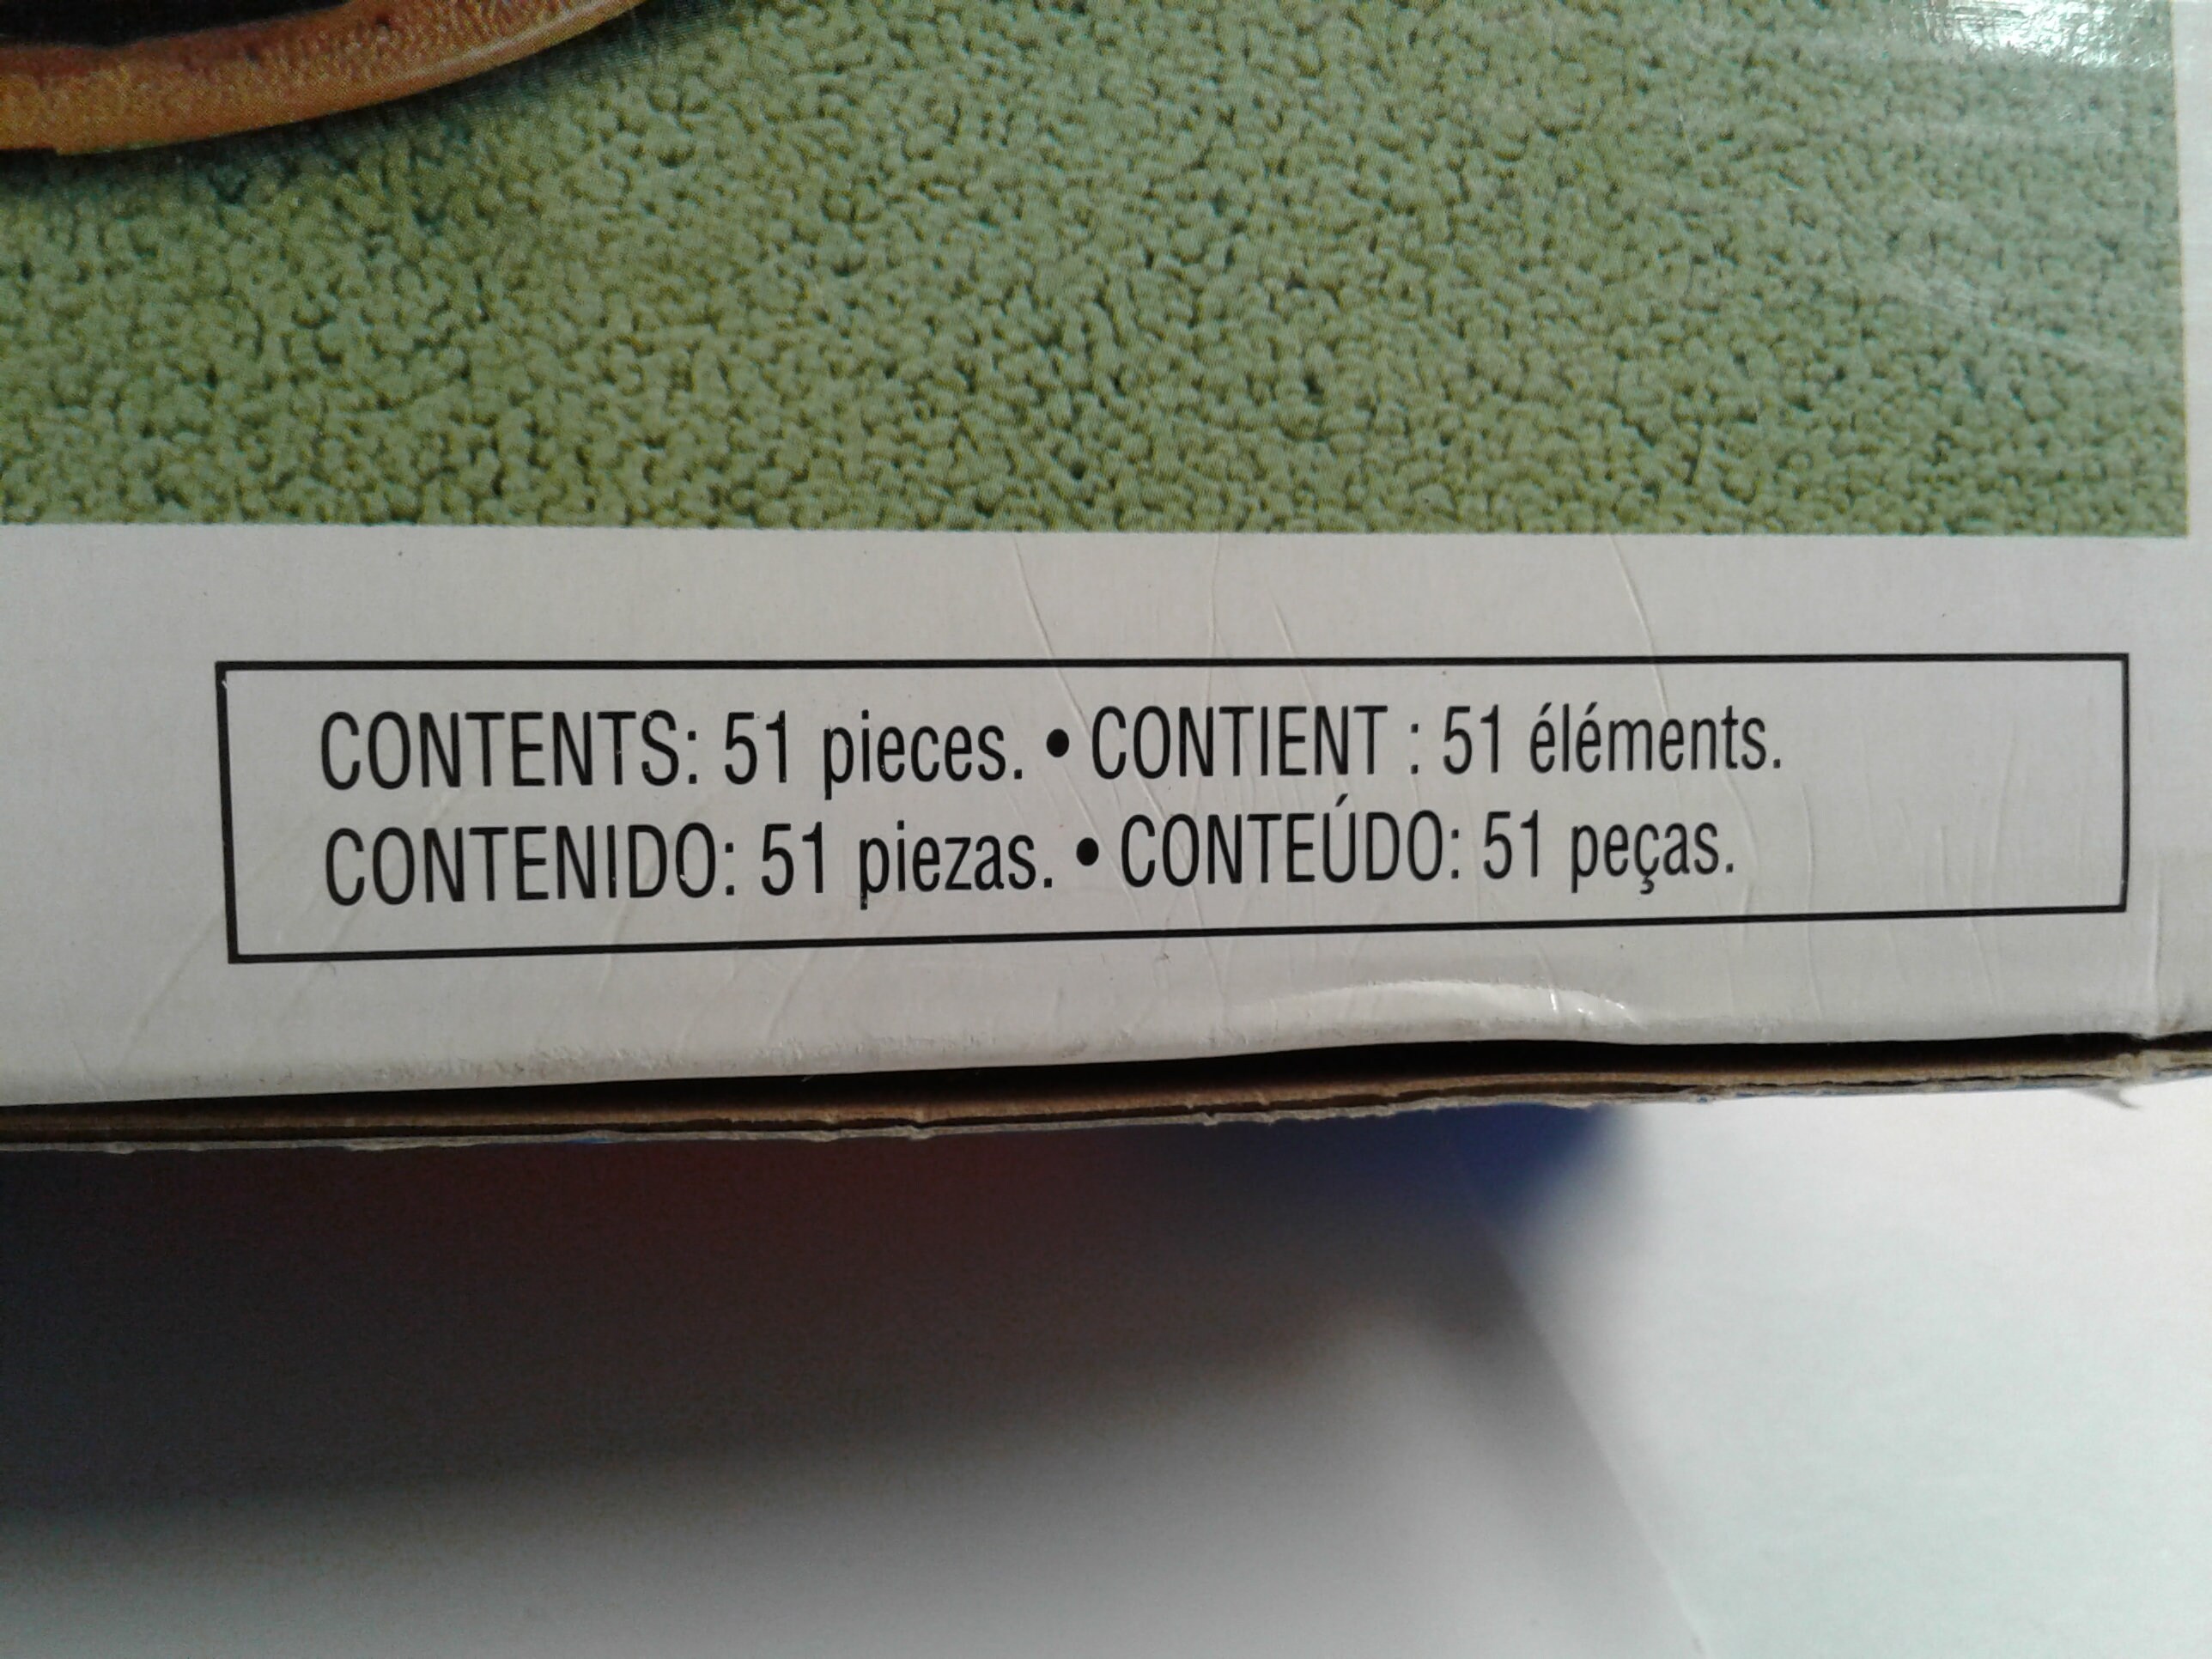 CONTENTS: 51 pieces. • CONTIENT : 51 éléments.
CONTENIDO: 51 piezas. • CONTEÚDO: 51 peças.